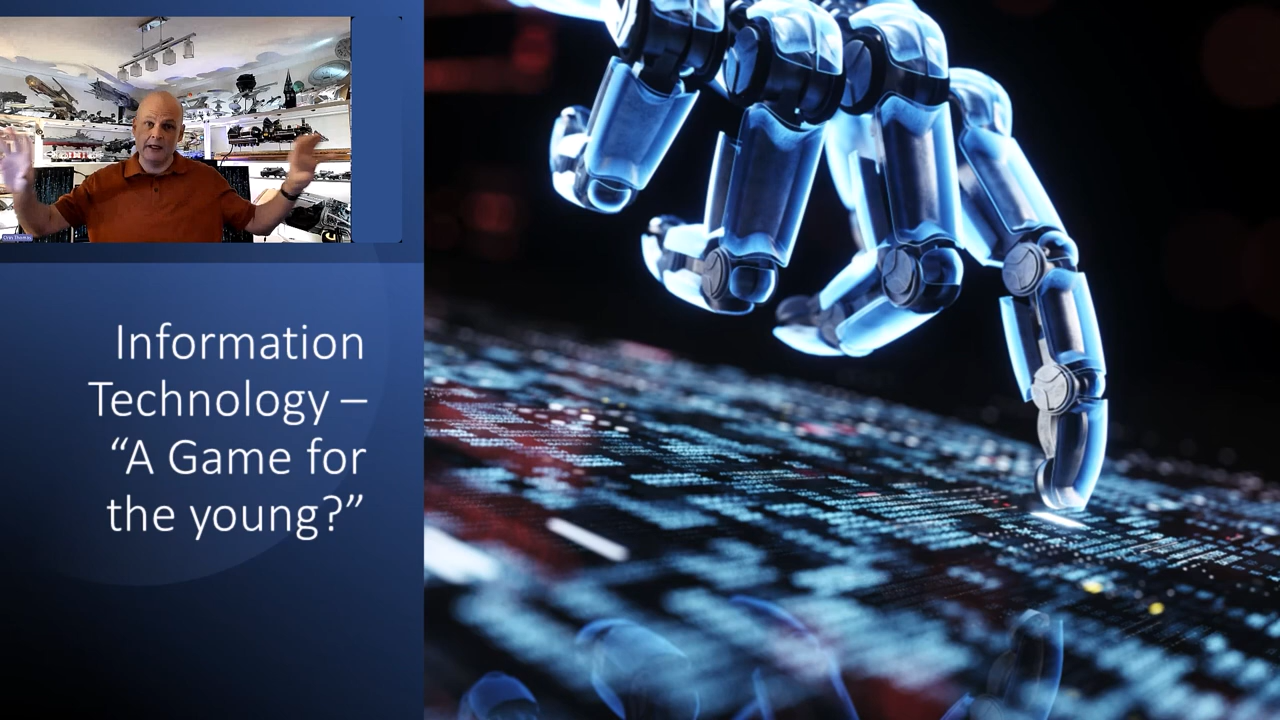 Information
Technology –
“A Game for
the young?”